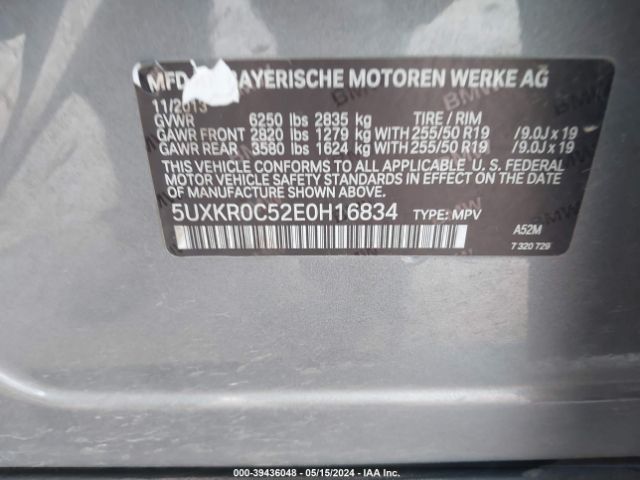 MFD BAYERISCHE MOTOREN WERKE AG
11/2013
GVWR 6250 lbs 2835 kg TIRE / RIM
GAWR FRONT 2820 lbs 1279 kg WITH 255/50 R19 /9.0J x 19
GAWR REAR 3580 lbs 1624 kg WITH 255/50 R19 /9.0J x 19
THIS VEHICLE CONFORMS TO ALL APPLICABLE U. S. FEDERAL
MOTOR VEHICLE SAFETY STANDARDS IN EFFECT ON THE DATE
OF MANUFACTURE SHOWN ABOVE.
5UXKR0C52E0H16834 TYPE: MPV
A52M
7 320 729
000-39436048 - 05/15/2024 - IAA Inc.